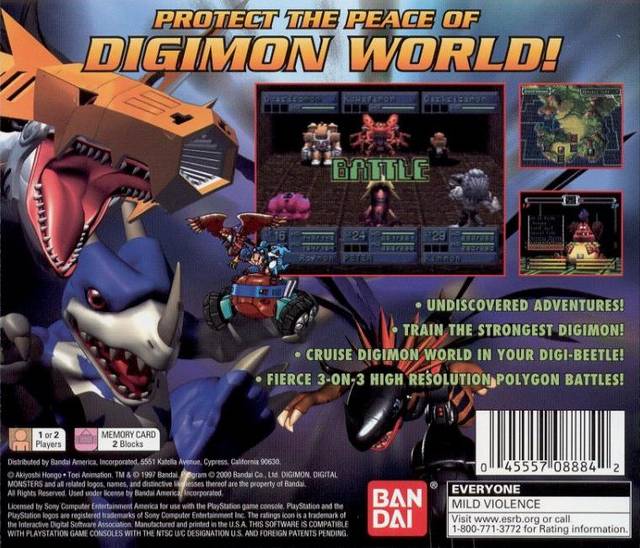 PROTECT THE PEACE OF
DIGIMON WORLD!
BATTLE
• UNDISCOVERED ADVENTURES!
• TRAIN THE STRONGEST DIGIMON!
• CRUISE DIGIMON WORLD IN YOUR DIGI-BEETLE!
• FIERCE 3-ON-3 HIGH RESOLUTION POLYGON BATTLES!
1 or 2
Players
MEMORY CARD
2 Blocks
Distributed by Bandai America, Incorporated, 5551 Katella Avenue, Cypress, California 90630.
© Akiyoshi Hongo • Toei Animation. TM & © 1997 Bandai. Program © 2000 Bandai Co., Ltd. DIGIMON, DIGITAL
MONSTERS and all related logos, names, and distinctive likenesses thereof are the property of Bandai.
All Rights Reserved. Used under license by Bandai America Incorporated.
Licensed by Sony Computer Entertainment America for use with the PlayStation game console. PlayStation and the
PlayStation logos are registered trademarks of Sony Computer Entertainment Inc. The ratings icon is a trademark of
the Interactive Digital Software Association. Manufactured and printed in the U.S.A. THIS SOFTWARE IS COMPATIBLE
WITH PLAYSTATION GAME CONSOLES WITH THE NTSC U/C DESIGNATION. U.S. AND FOREIGN PATENTS PENDING.
BAN
DAI
®
0 45557 08884 2
EVERYONE
MILD VIOLENCE
Visit www.esrb.org or call
1-800-771-3772 for Rating information.